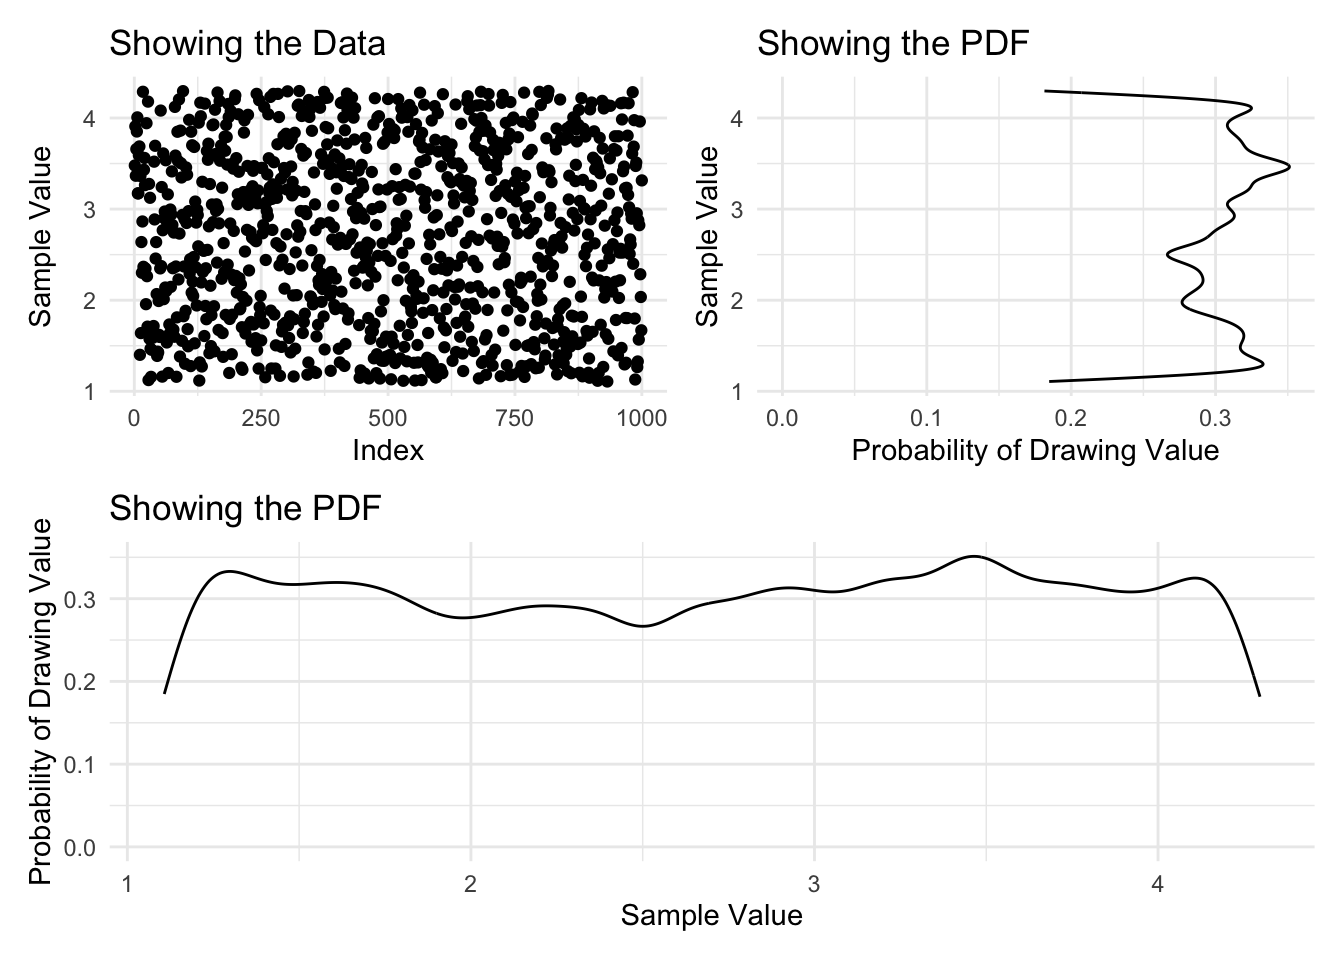 Showing the Data
Sample Value
4
3
2
1
0 250 500 750 1000
Index
Showing the PDF
Sample Value
4
3
2
1
0.0 0.1 0.2 0.3
Probability of Drawing Value
Showing the PDF
Probability of Drawing Value
0.3
0.2
0.1
0.0
1 2 3 4
Sample Value